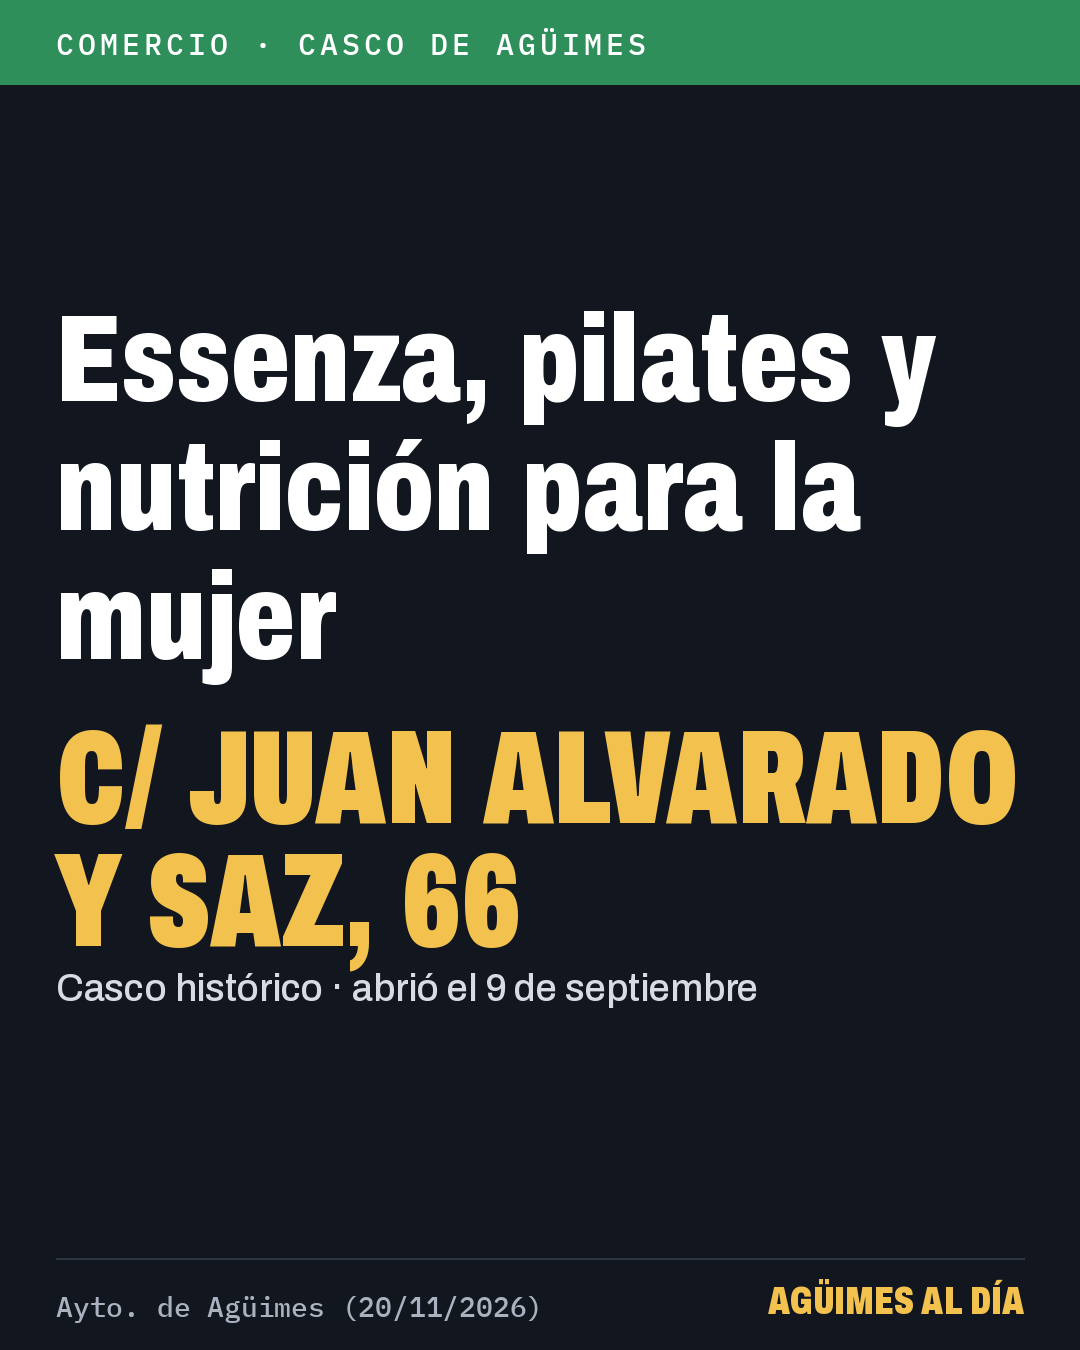 COMERCIO · CASCO DE AGÜIMES
Essenza, pilates y
nutrición para la
mujer
C/ JUAN ALVARADO
Y SAZ, 66
Casco histórico · abrió el 9 de septiembre
Ayto. de Agüimes (20/11/2026)
AGÜIMES AL DÍA